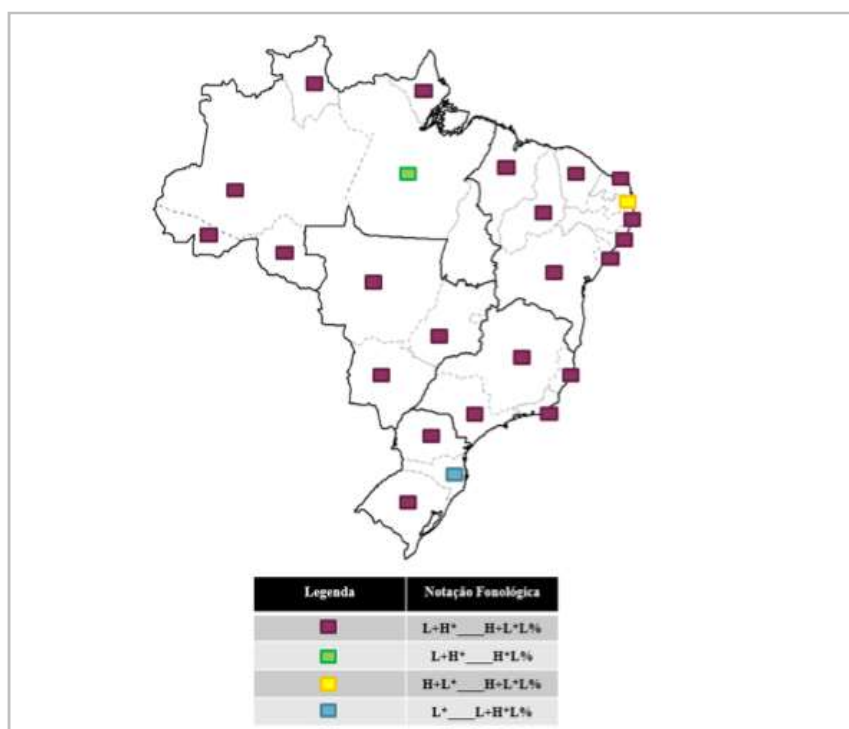 Legenda Notação Fonológica
L+H*____H+L*L%
L+H*____H*L%
H+L*____H+L*L%
L*____L+H*L%